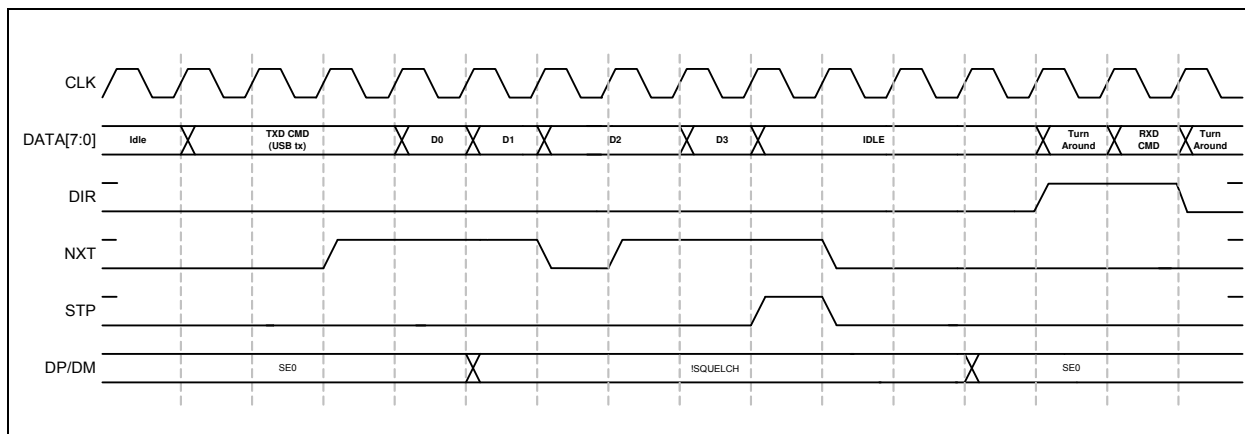 CLK
DATA[7:0]
Idle
TXD CMD
(USB tx)
D0
D1
D2
D3
IDLE
Turn
Around
RXD
CMD
Turn
Around
DIR
NXT
STP
DP/DM
SE0
!SQUELCH
SE0